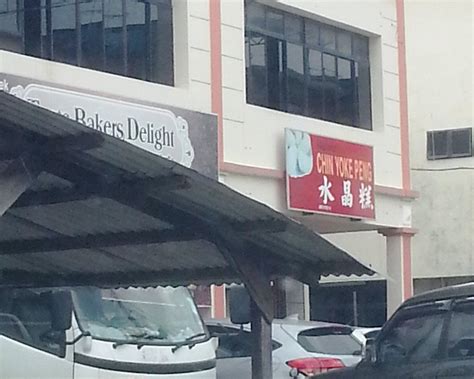 Bakers Delight
CHIN YOKE PENG
水晶糕